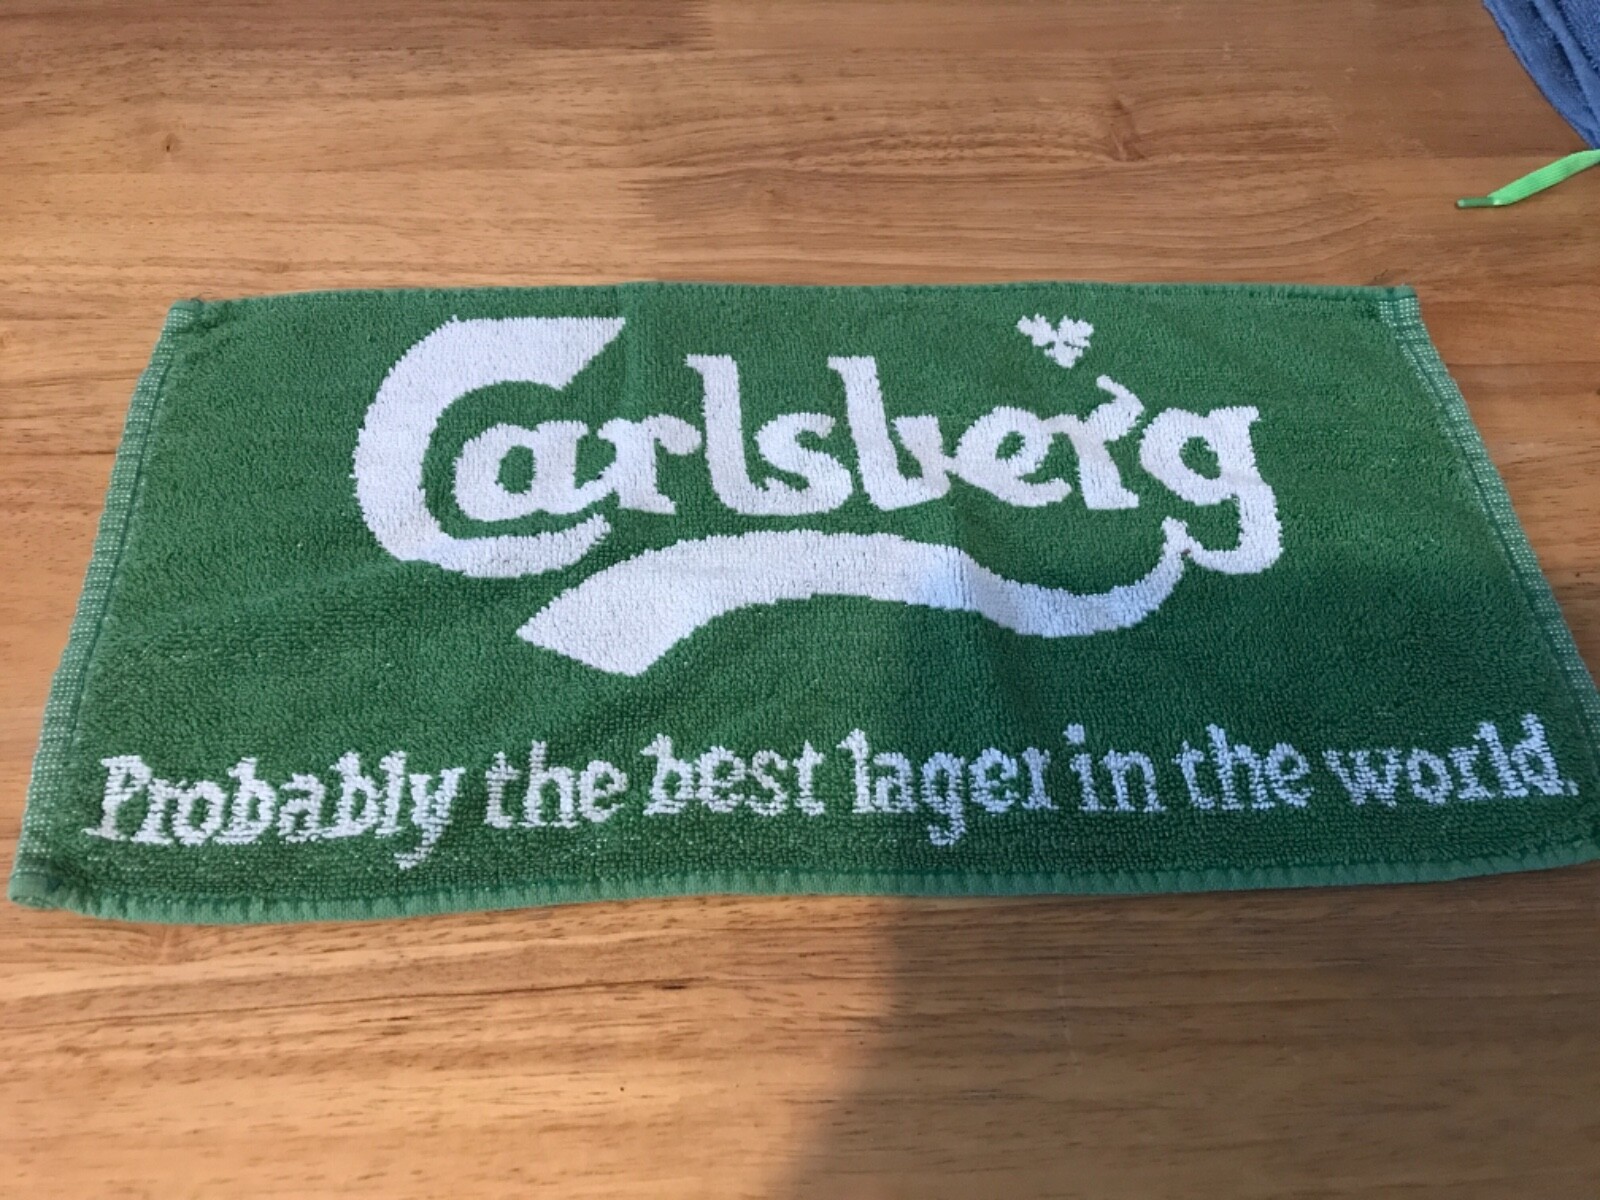 Carlsberg
Probably the best lager in the world.